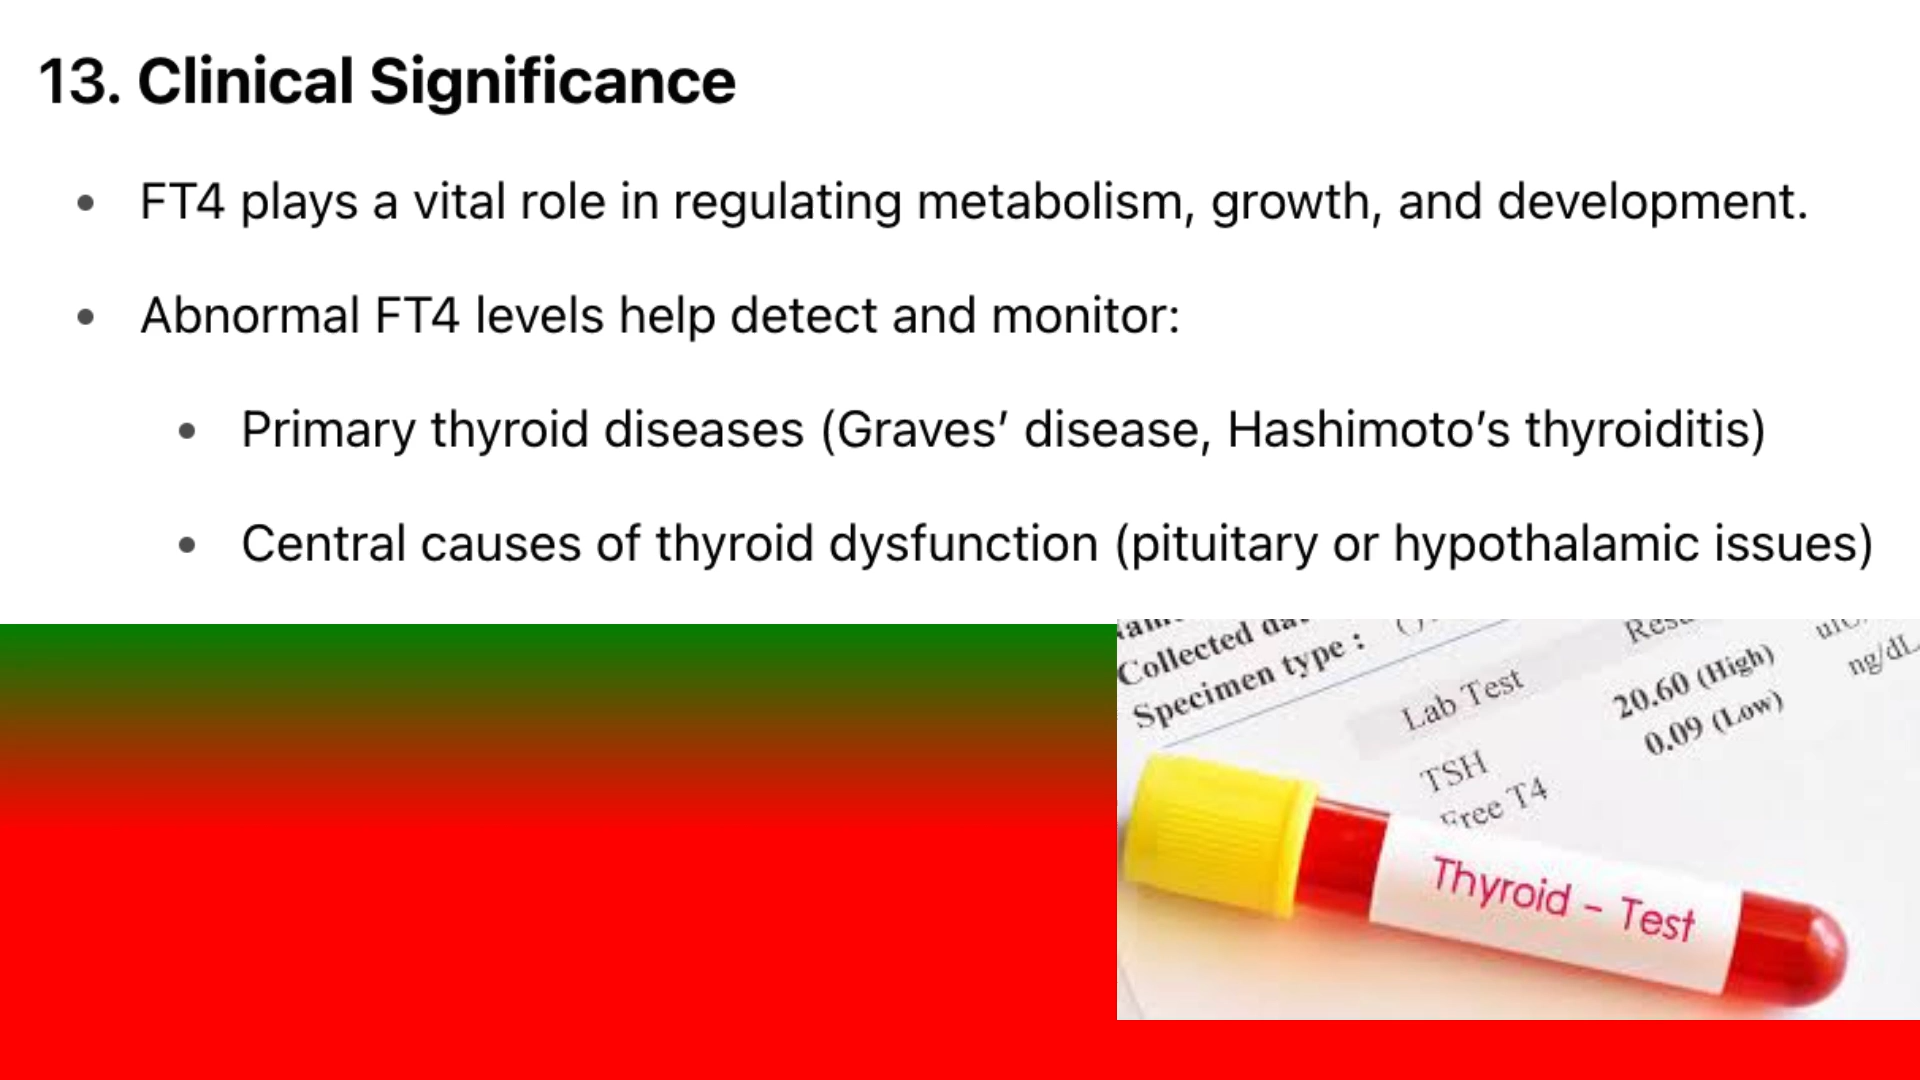 13. Clinical Significance
• FT4 plays a vital role in regulating metabolism, growth, and development.
• Abnormal FT4 levels help detect and monitor:
• Primary thyroid diseases (Graves’ disease, Hashimoto’s thyroiditis)
• Central causes of thyroid dysfunction (pituitary or hypothalamic issues)
Collected
Specimen type :
Lab Test
TSH 20.60 (High)
Free T4 0.09 (Low) ng/dL
Thyroid – Test